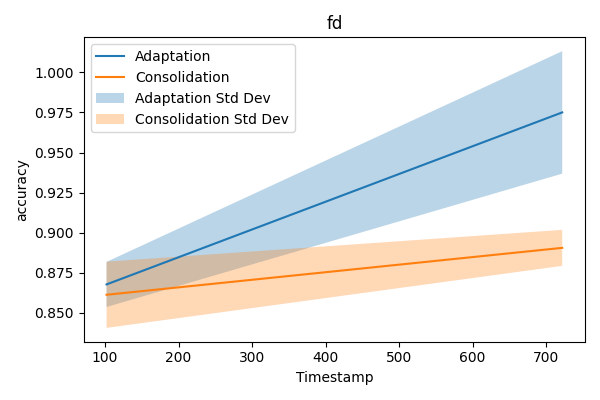 fd
Adaptation
Consolidation
Adaptation Std Dev
Consolidation Std Dev
accuracy
1.000
0.975
0.950
0.925
0.900
0.875
0.850
100 200 300 400 500 600 700
Timestamp